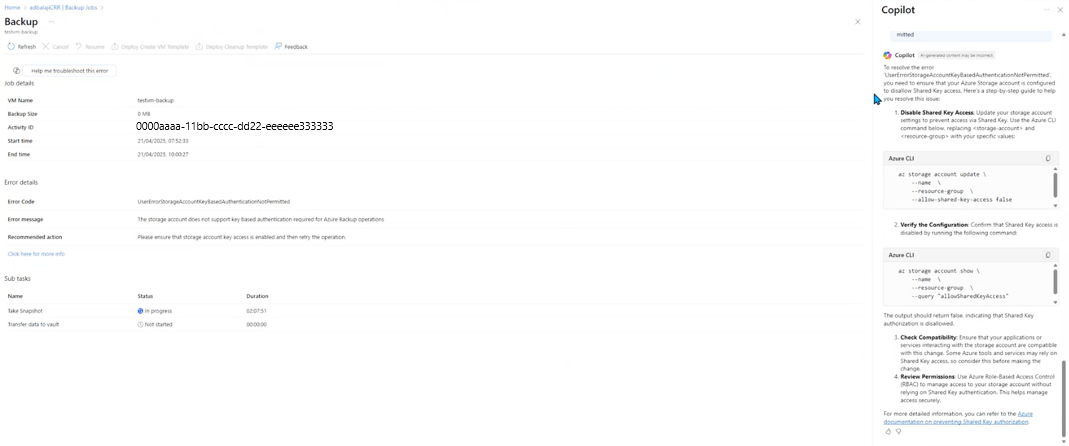 Home > adbalajiCRR | Backup Jobs >
Backup ...
testvm-backup
Refresh Cancel Resume Deploy Create VM Template Deploy Cleanup Template Feedback
Help me troubleshoot this error
Job details
VM Name testvm-backup
Backup Size 0 MB
Activity ID 0000aaaa-11bb-cccc-dd22-eeeeee333333
Start time 21/04/2025, 07:52:33
End time 21/04/2025, 10:00:27
Error details
Error Code UserErrorStorageAccountKeyBasedAuthenticationNotPermitted
Error message The storage account does not support key based authentication required for Azure Backup operations
Recommended action Please ensure that storage account key access is enabled and then retry the operation.
Click here for more info
Sub tasks
Name Status Duration
Take Snapshot In progress 02:07:51
Transfer data to vault Not started 00:00:00
Copilot ...
mitted
Copilot AI-generated content may be incorrect
To resolve the error
'UserErrorStorageAccountKeyBasedAuthenticationNotPermitted',
you need to ensure that your Azure Storage account is configured
to disallow Shared Key access. Here's a step-by-step guide to help
you resolve this issue:
1. Disable Shared Key Access: Update your storage account
settings to prevent access via Shared Key. Use the Azure CLI
command below, replacing <storage-account> and
<resource-group> with your specific values:
Azure CLI
az storage account update \
--name \
--resource-group \
--allow-shared-key-access false
2. Verify the Configuration: Confirm that Shared Key access is
disabled by running the following command:
Azure CLI
az storage account show \
--name \
--resource-group \
--query "allowSharedKeyAccess"
The output should return false, indicating that Shared Key
authorization is disallowed.
3. Check Compatibility: Ensure that your applications or
services interacting with the storage account are compatible
with this change. Some Azure tools and services may rely on
Shared Key access, so consider this before making the
change.
4. Review Permissions: Use Azure Role-Based Access Control
(RBAC) to manage access to your storage account without
relying on Shared Key authentication. This helps manage
access securely.
For more detailed information, you can refer to the Azure
documentation on preventing Shared Key authorization.